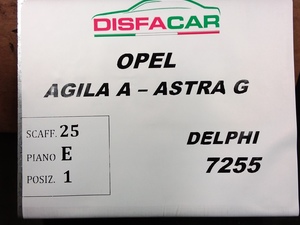 DISFACAR
OPEL
AGILA A – ASTRA G
SCAFF. 25
PIANO E
POSIZ. 1
DELPHI
7255